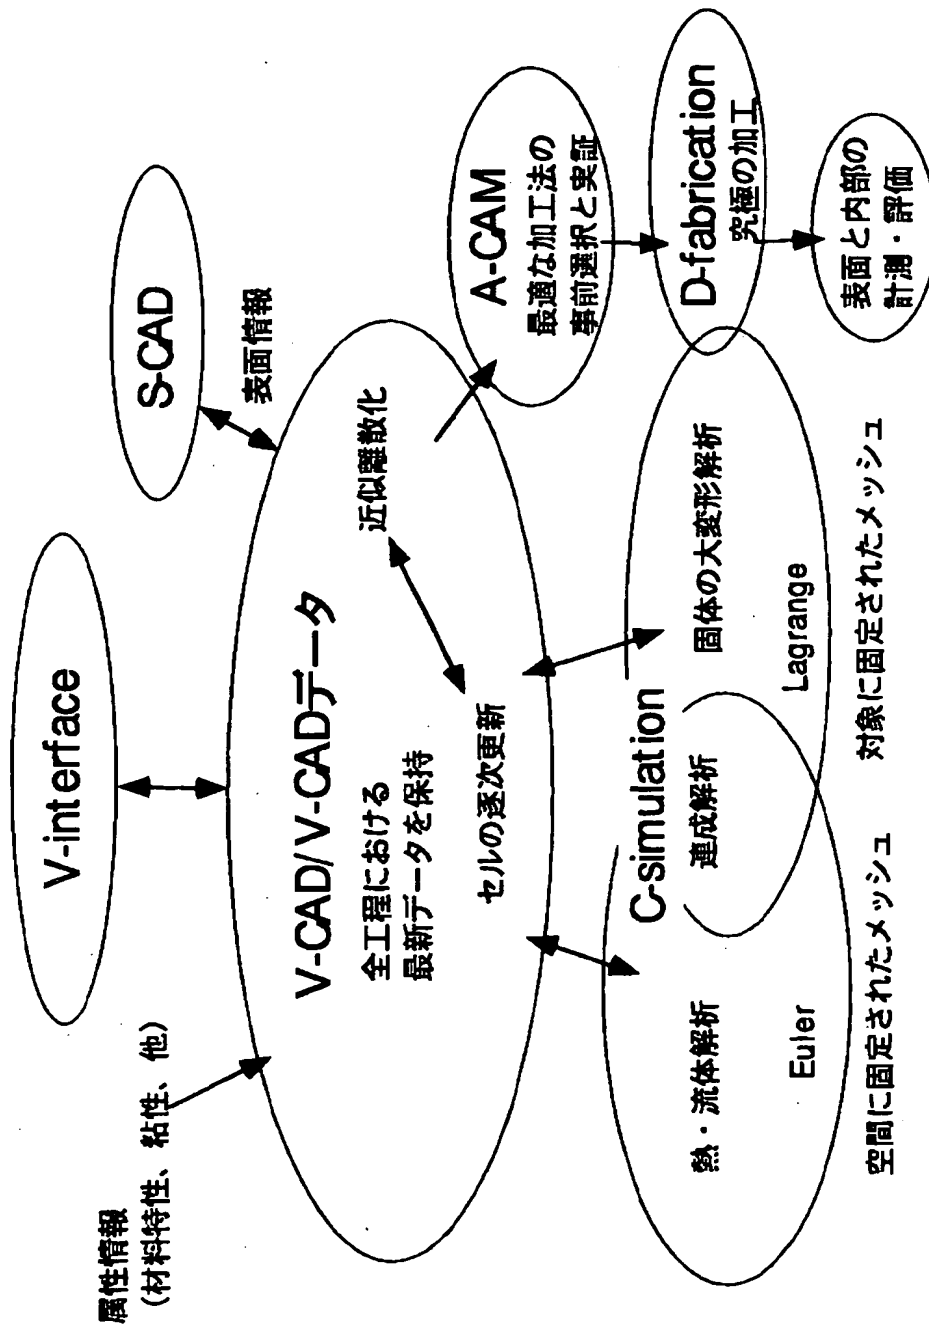 V-interface
S-CAD
属性情報
(材料特性、粘性、他)
表面情報
V-CAD/V-CADデータ
全工程における
最新データを保持
近似離散化
セルの逐次更新
A-CAM
最適な加工法の
事前選択と実証
C-simulation
熱・流体解析
連成解析
固体の大変形解析
Euler
Lagrange
D-fabrication
究極の加工
空間に固定されたメッシュ
対象に固定されたメッシュ
表面と内部の
計測・評価